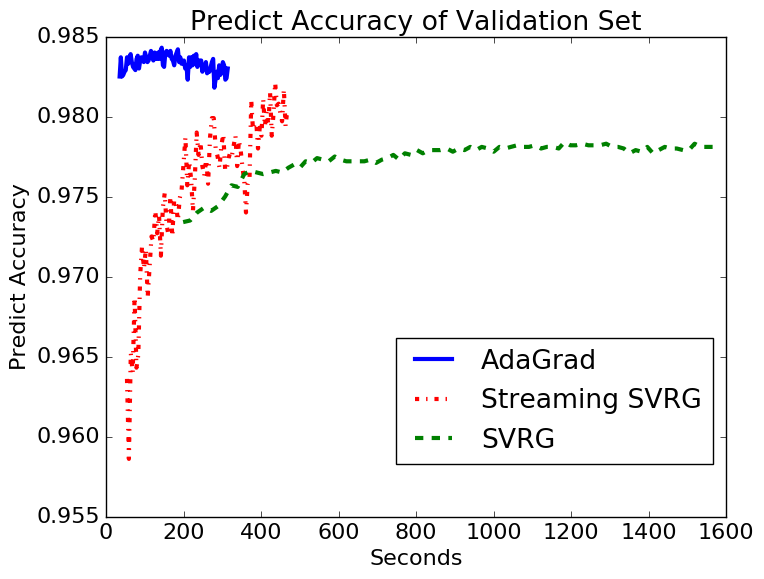 Predict Accuracy of Validation Set
0.985
0.980
0.975
0.970
0.965
0.960
0.955
Predict Accuracy
AdaGrad
Streaming SVRG
SVRG
0 200 400 600 800 1000 1200 1400 1600
Seconds